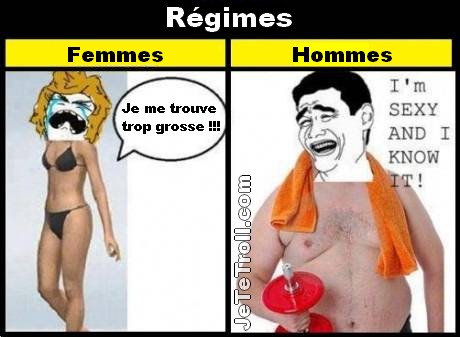 Régimes
Femmes
Hommes
Je me trouve
trop grosse !!!
I'm
SEXY
AND I
KNOW
IT!
JeTeTroll.com